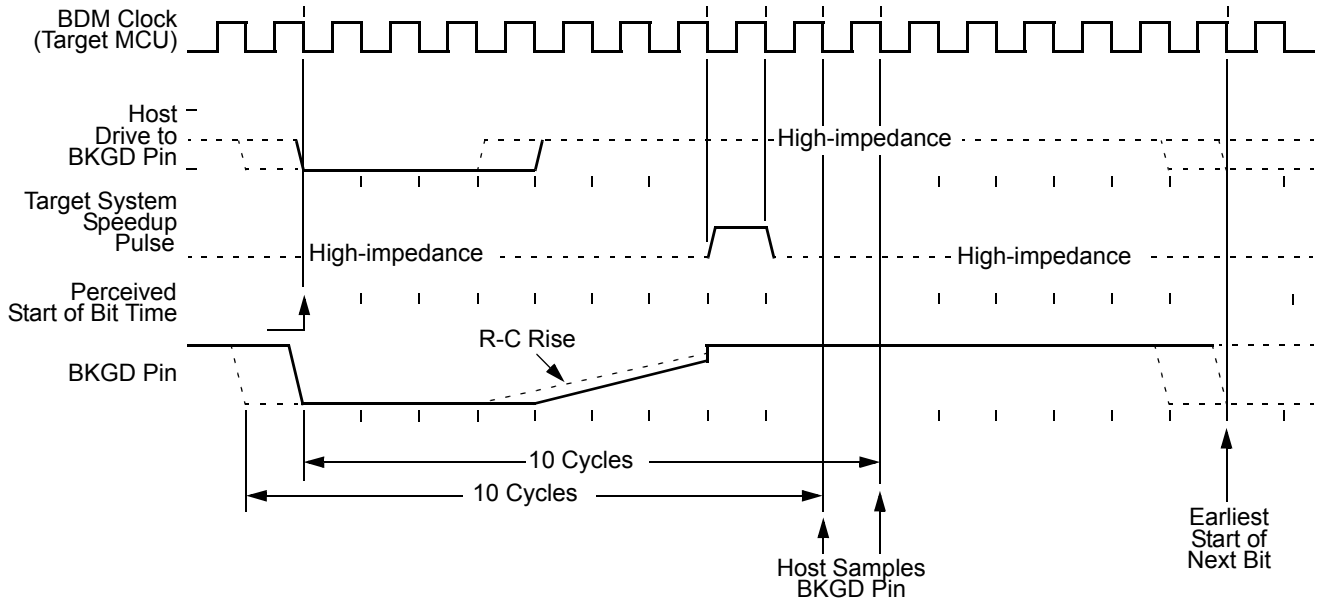 BDM Clock
(Target MCU)
Host
Drive to
BKGD Pin
High-impedance
Target System
Speedup
Pulse
High-impedance
High-impedance
Perceived
Start of Bit Time
R-C Rise
BKGD Pin
10 Cycles
10 Cycles
Host Samples
BKGD Pin
Earliest
Start of
Next Bit